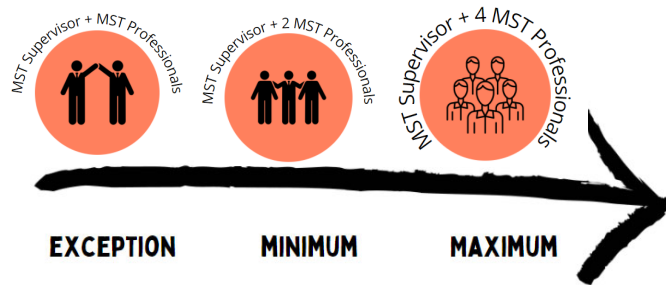 MST Supervisor + MST Professionals
MST Supervisor + 2 MST Professionals
MST Supervisor + 4 MST Professionals
EXCEPTION
MINIMUM
MAXIMUM